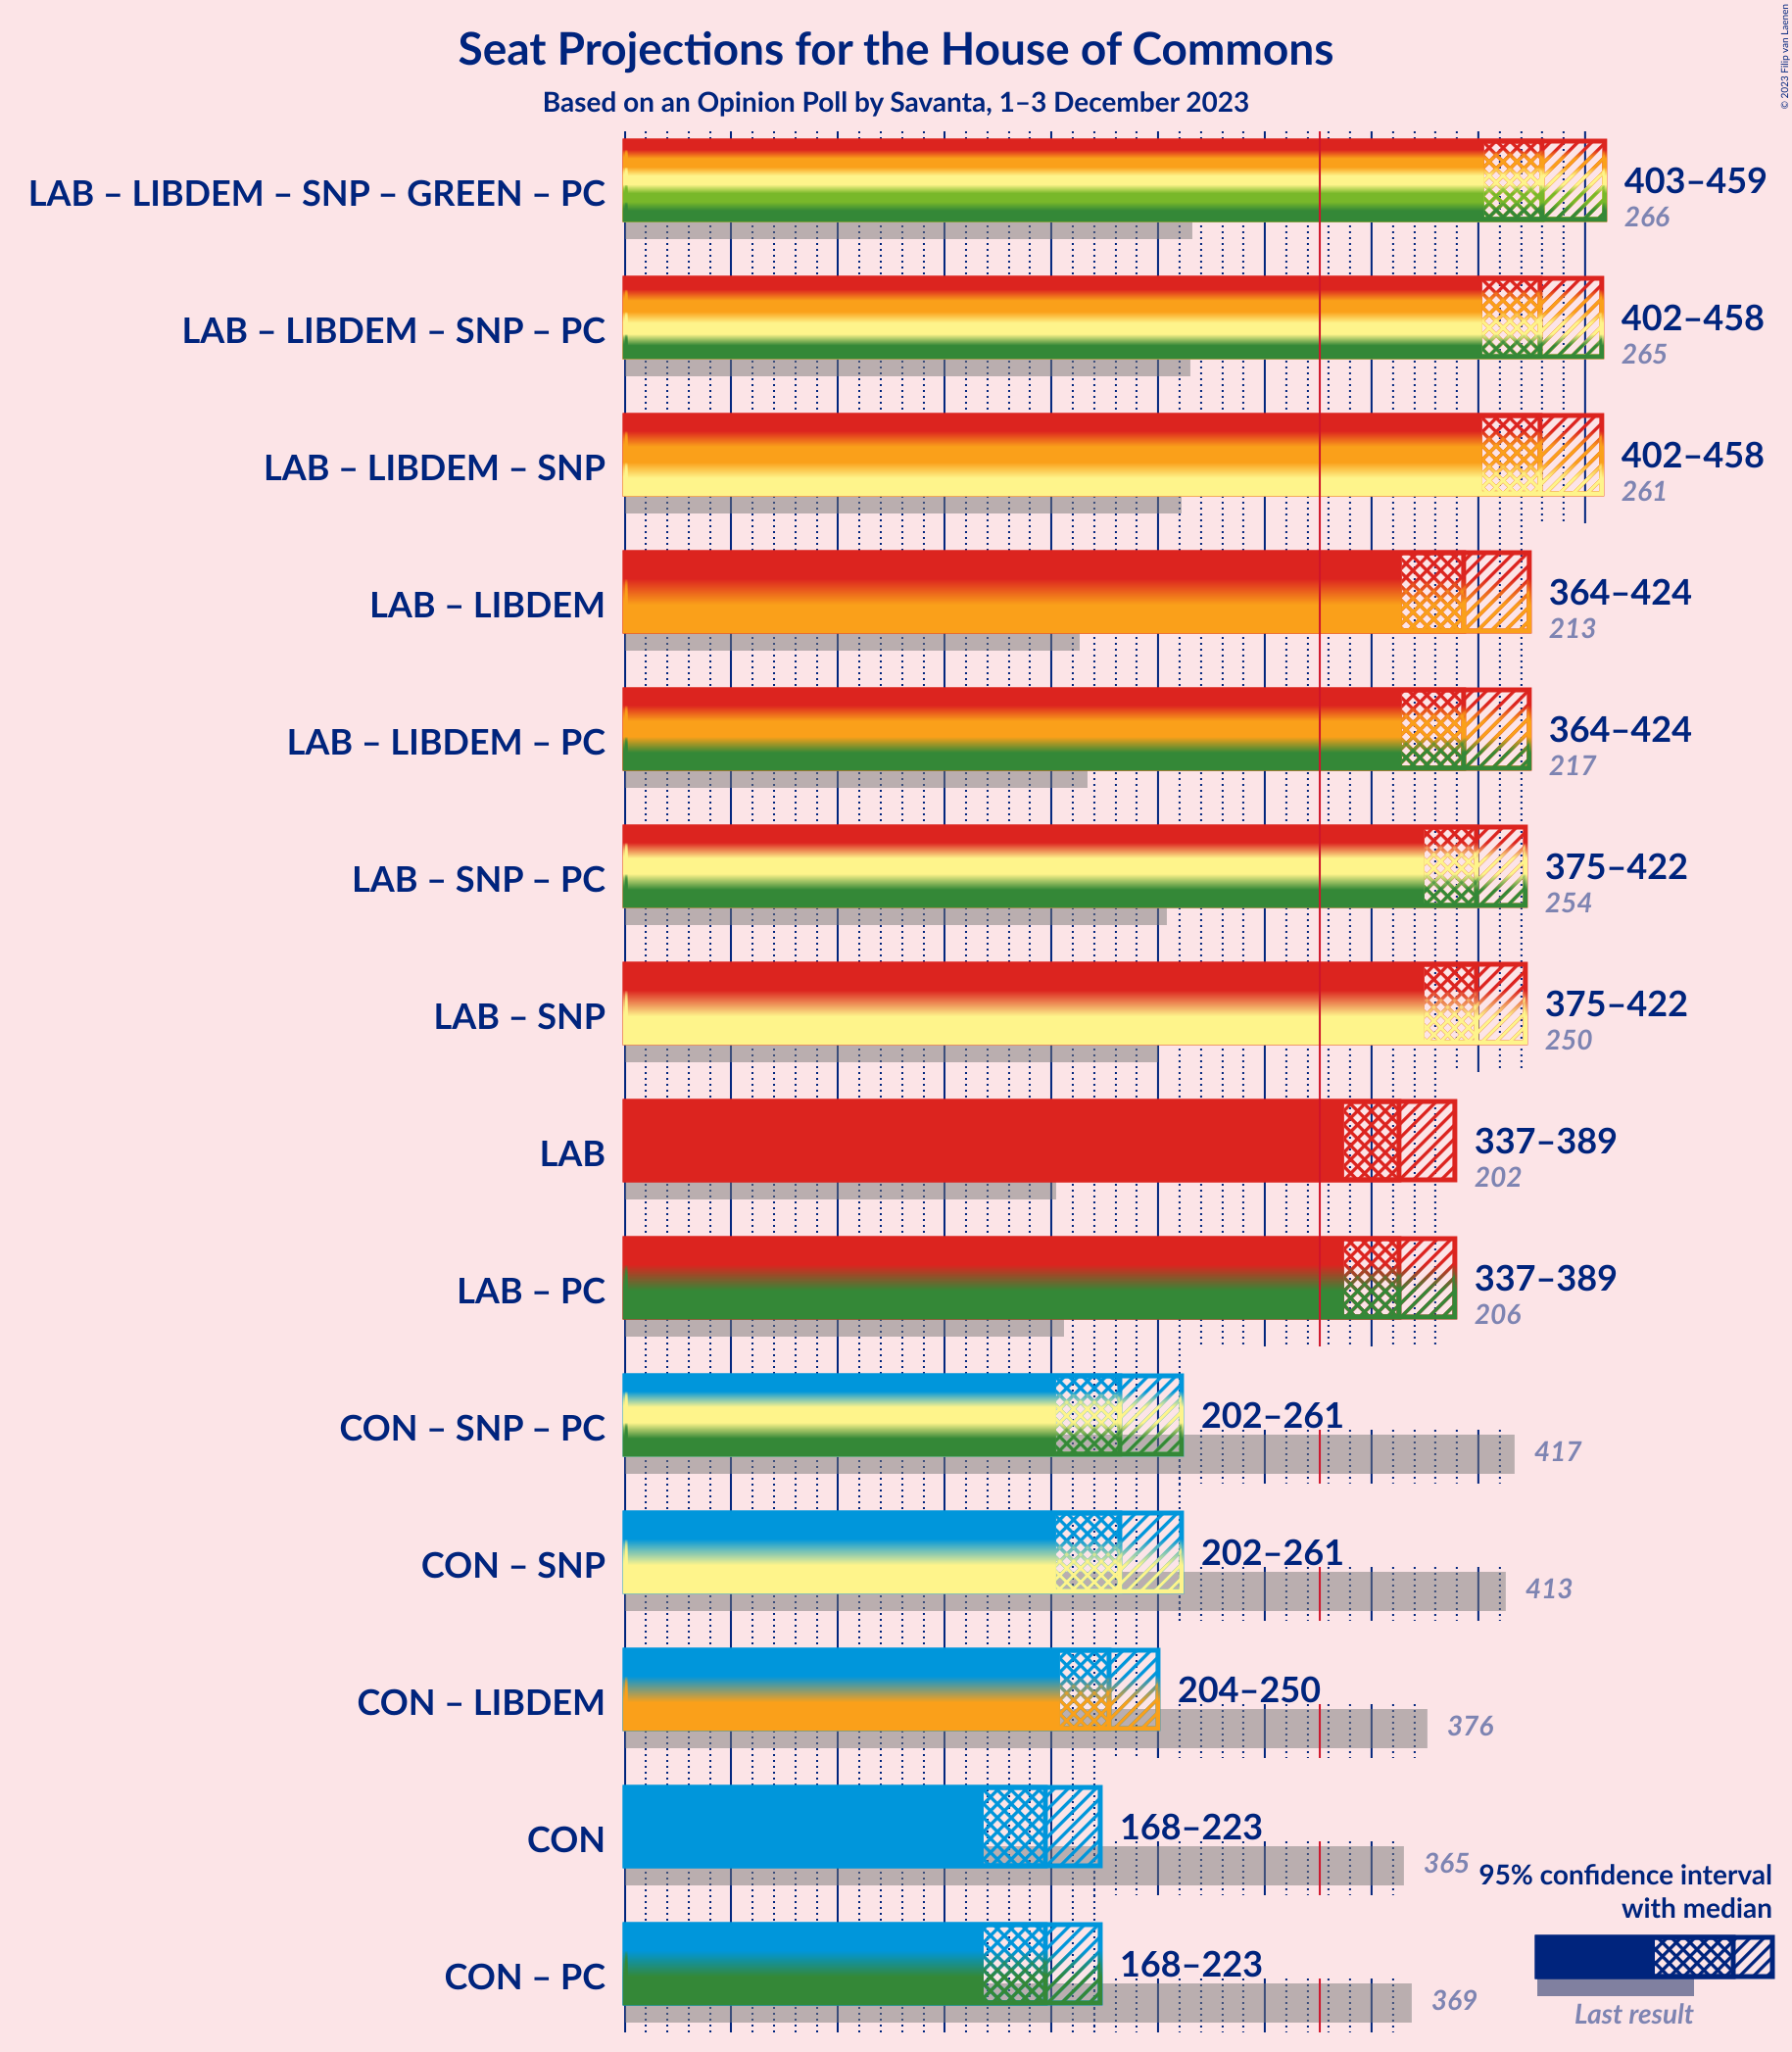 Seat Projections for the House of Commons
Based on an Opinion Poll by Savanta, 1–3 December 2023
© 2023 Filip van Laenen
LAB – LIBDEM – SNP – GREEN – PC
403–459
266
LAB – LIBDEM – SNP – PC
402–458
265
LAB – LIBDEM – SNP
402–458
261
LAB – LIBDEM
364–424
213
LAB – LIBDEM – PC
364–424
217
LAB – SNP – PC
375–422
254
LAB – SNP
375–422
250
LAB
337–389
202
LAB – PC
337–389
206
CON – SNP – PC
202–261
417
CON – SNP
202–261
413
CON – LIBDEM
204–250
376
CON
168–223
365
CON – PC
168–223
369
95% confidence interval
with median
Last result